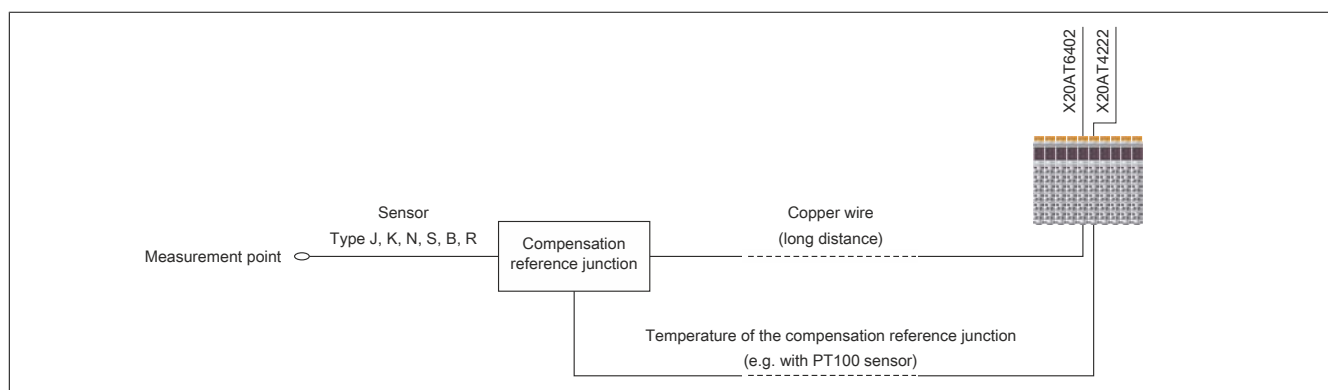 X20AT6402
X20AT4222
Sensor
Type J, K, N, S, B, R
Copper wire
(long distance)
Measurement point
Compensation
reference junction
Temperature of the compensation reference junction
(e.g. with PT100 sensor)